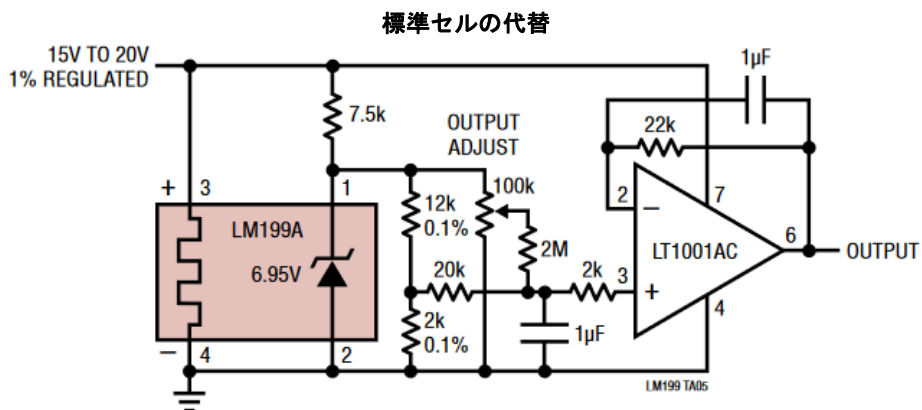 標準セルの代替
15V TO 20V
1% REGULATED
7.5k
OUTPUT
ADJUST
1µF
22k
+
3
1
12k
0.1%
100k
2
−
7
LM199A
6.95V
2M
LT1001AC
6
OUTPUT
20k
2k
3
+
4
2k
0.1%
1µF
−
4
2
LM199 TA05